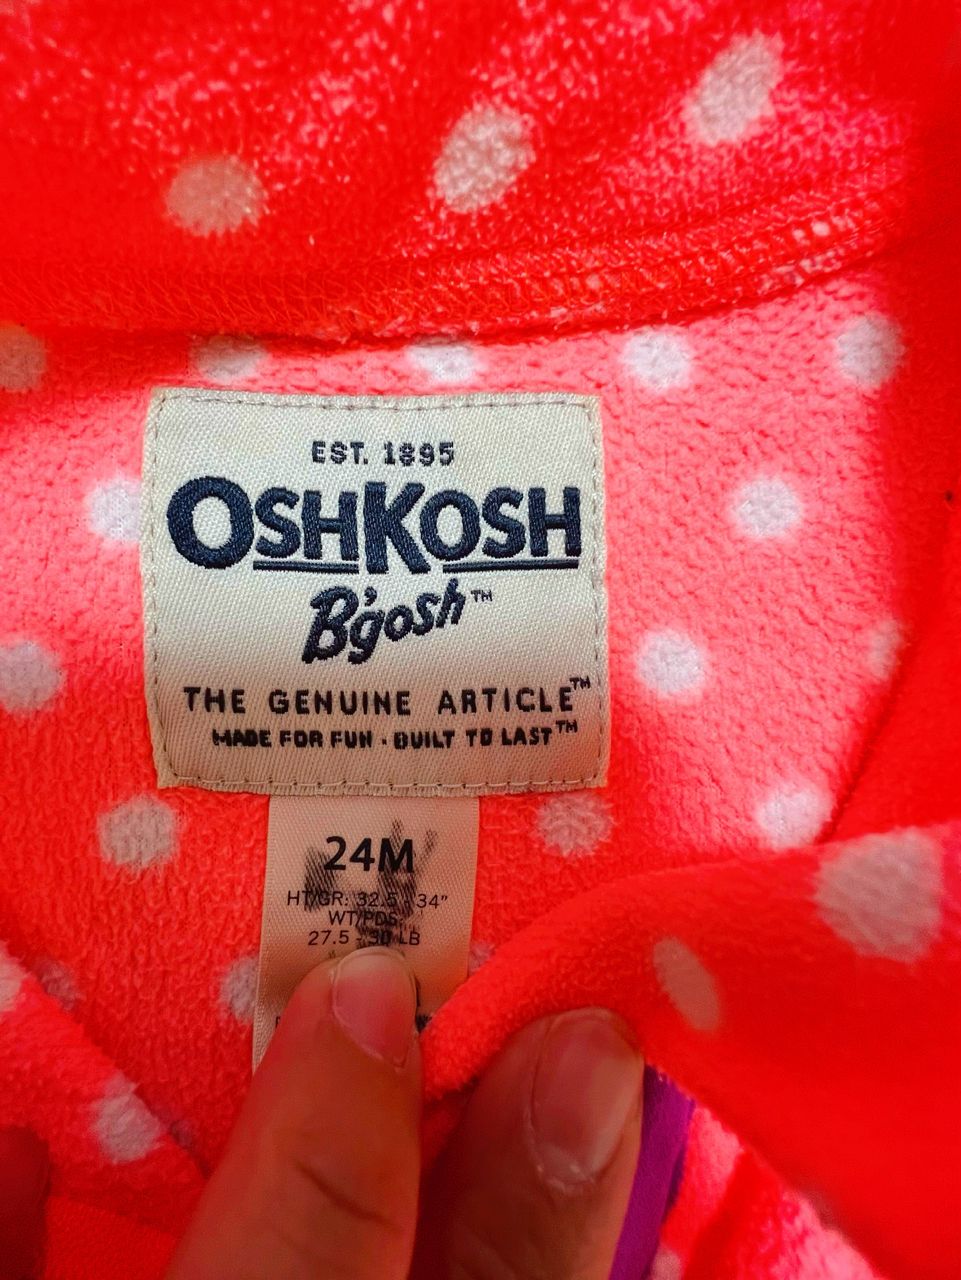 EST. 1895
OSHKOSH
B'gosh™
THE GENUINE ARTICLE™
MADE FOR FUN · BUILT TO LAST™
24M
HT/GR: 32.5 - 34"
WT/PDS:
27.5 - 30 LB